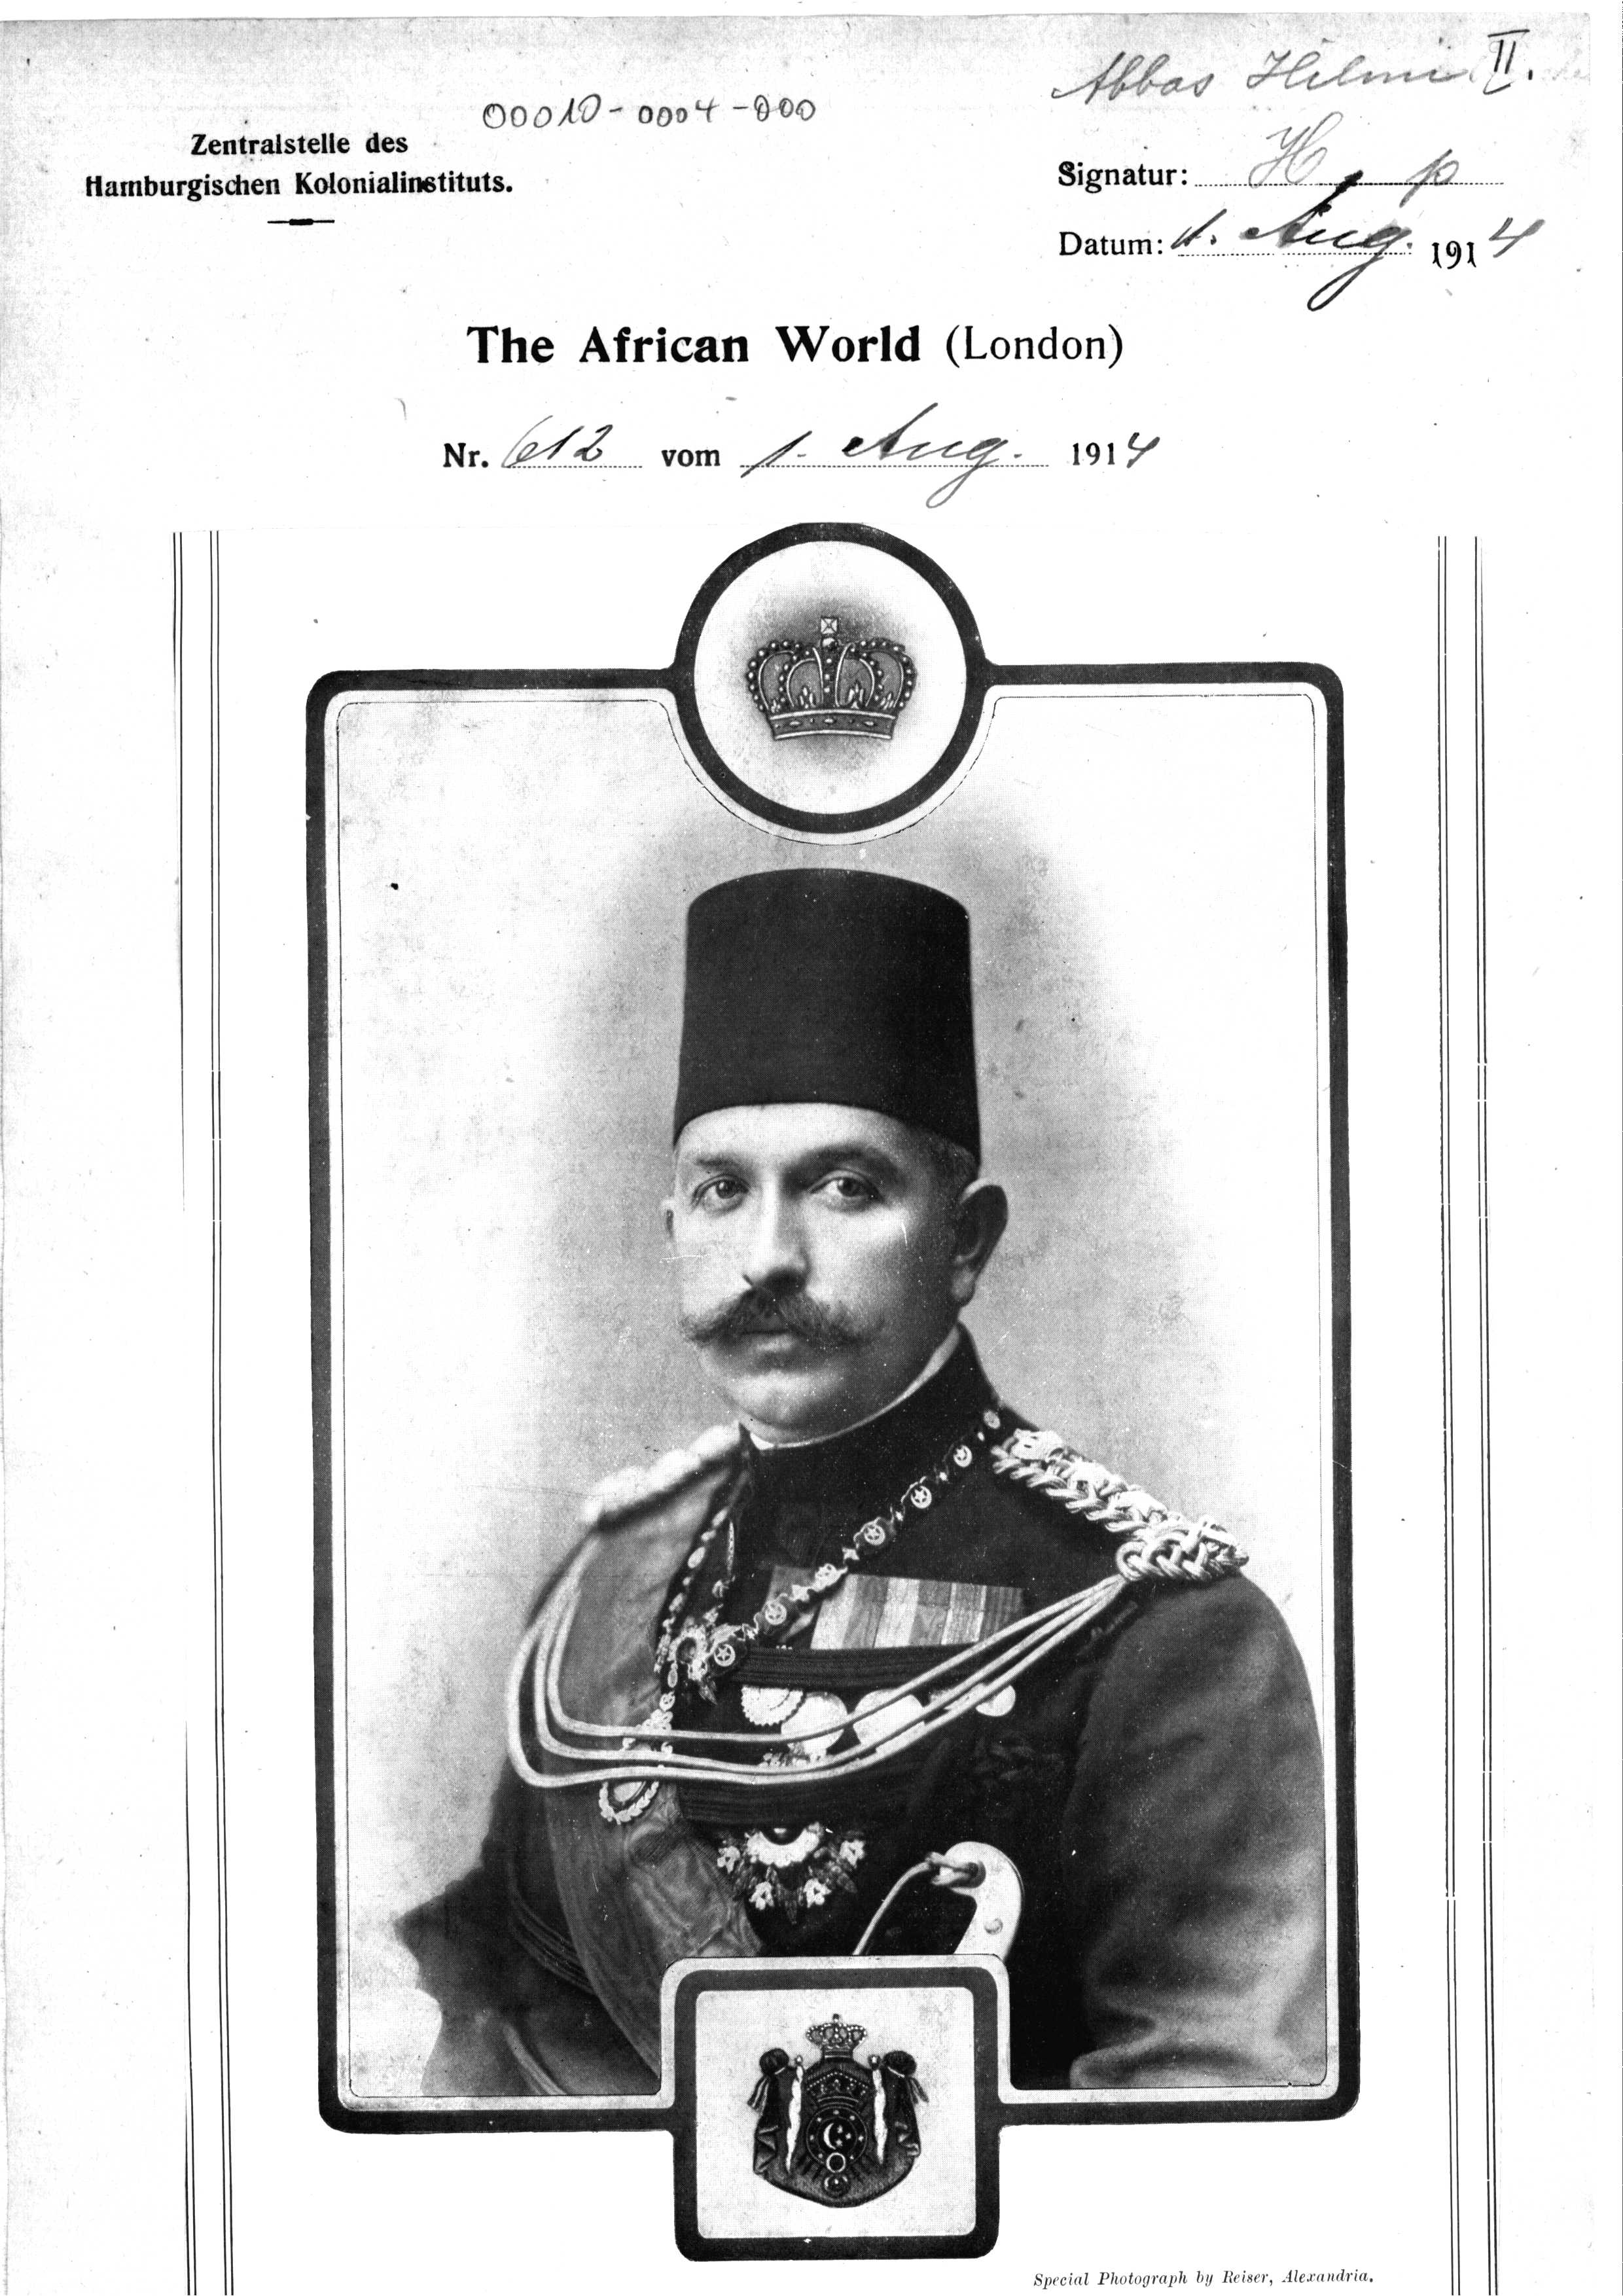 Abbas Hilmi II.
00010-0004-000
Zentralstelle des
Hamburgischen Kolonialinstituts.
Signatur: H, p
Datum: 1. Aug. 1914
The African World (London)
Nr. 612 vom 1. Aug. 1914
Special Photograph by Reiser, Alexandria.